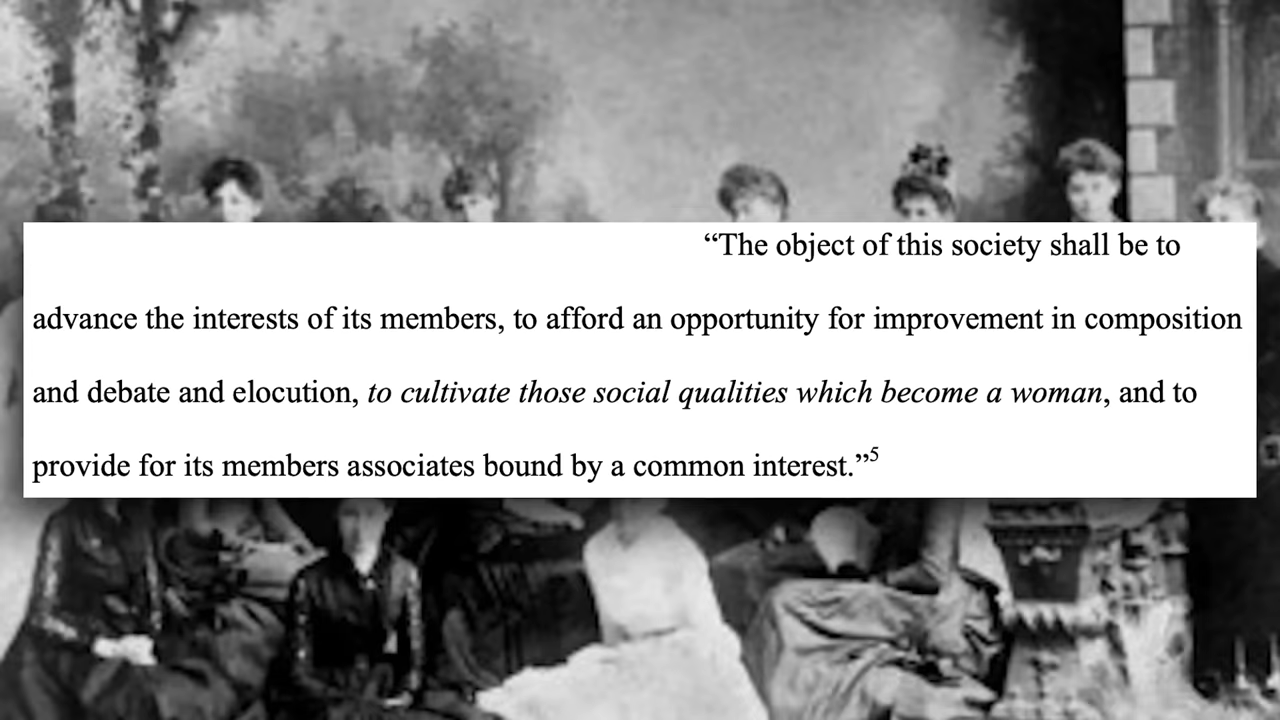 “The object of this society shall be to
advance the interests of its members, to afford an opportunity for improvement in composition
and debate and elocution, to cultivate those social qualities which become a woman, and to
provide for its members associates bound by a common interest.”5